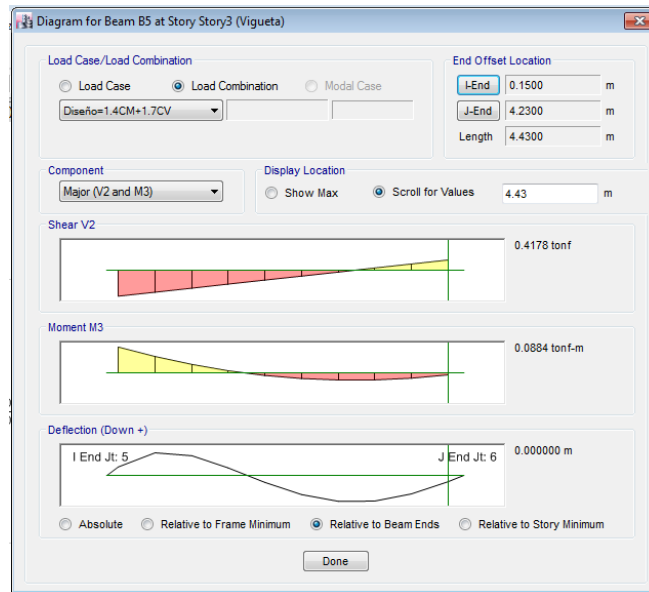 Diagram for Beam B5 at Story Story3 (Vigueta)
Load Case/Load Combination
Load Case Load Combination Modal Case
Diseño=1.4CM+1.7CV
End Offset Location
I-End 0.1500 m
J-End 4.2300 m
Length 4.4300 m
Component
Major (V2 and M3)
Display Location
Show Max Scroll for Values 4.43 m
Shear V2
0.4178 tonf
Moment M3
0.0884 tonf-m
Deflection (Down +)
I End Jt: 5 J End Jt: 6 0.000000 m
Absolute Relative to Frame Minimum Relative to Beam Ends Relative to Story Minimum
Done